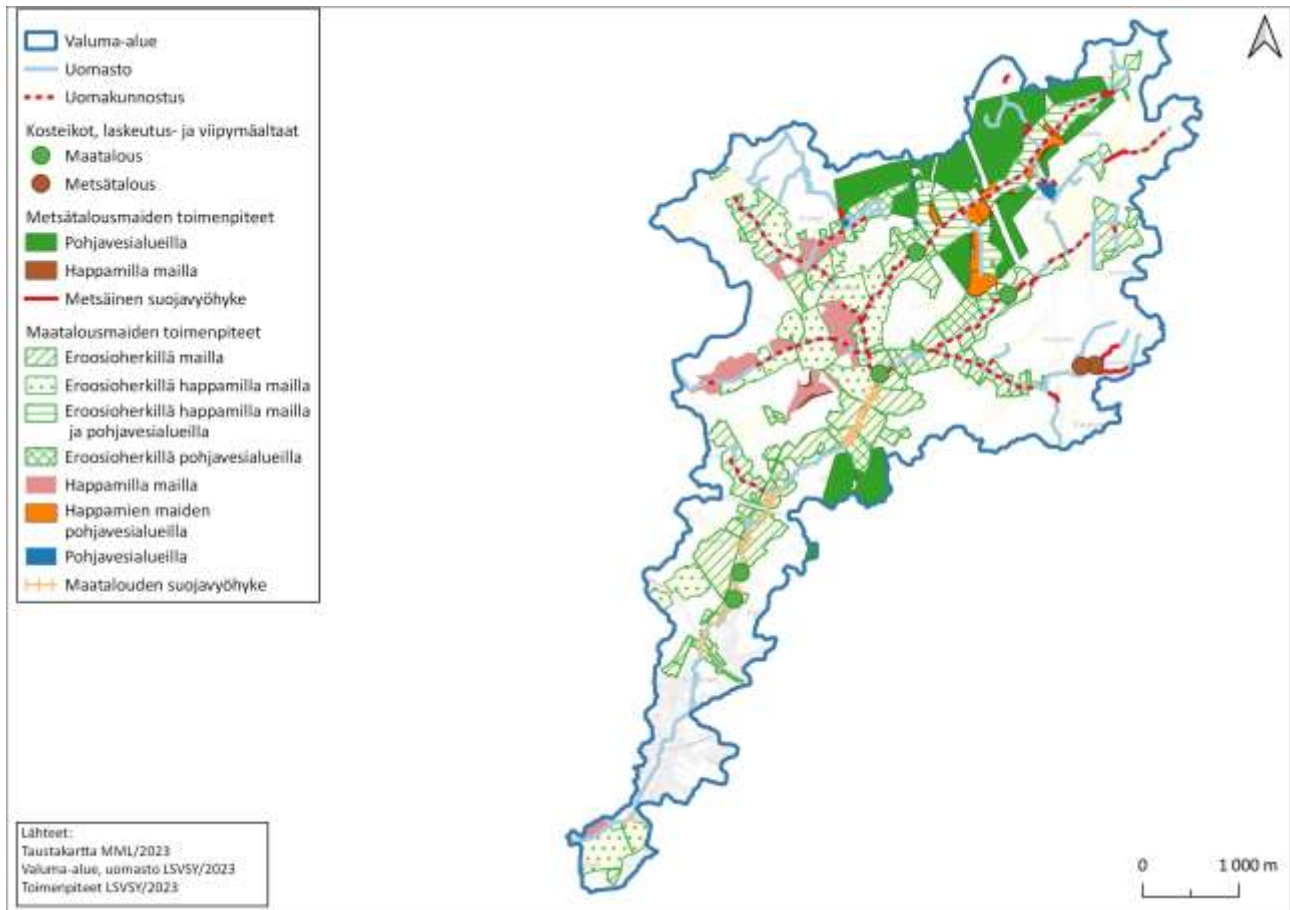 Valuma-alue
Uomasto
Uomakunnostus
Kosteikot, laskeutus- ja viipymäaltaat
Maatalous
Metsätalous
Metsätalousmaiden toimenpiteet
Pohjavesialueilla
Happamilla mailla
Metsäinen suojavyöhyke
Maatalousmaiden toimenpiteet
Eroosioherkillä mailla
Eroosioherkillä happamilla mailla
Eroosioherkillä happamilla mailla
ja pohjavesialueilla
Eroosioherkillä pohjavesialueilla
Happamilla mailla
Happamien maiden
pohjavesialueilla
Pohjavesialueilla
Maatalouden suojavyöhyke
Lähteet:
Taustakartta MML/2023
Valuma-alue, uomasto LSVSY/2023
Toimenpiteet LSVSY/2023
0 1 000 m